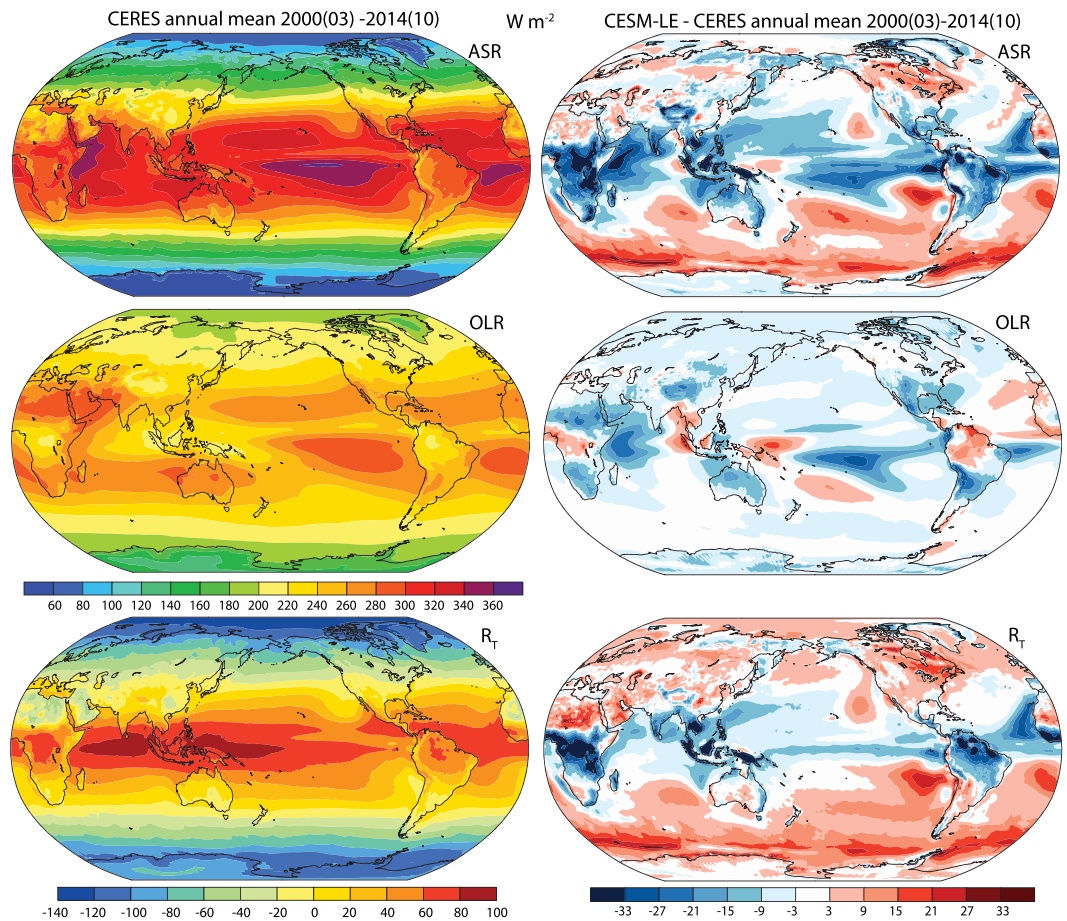 CERES annual mean 2000(03) -2014(10)
W m-2
CESM-LE - CERES annual mean 2000(03)-2014(10)
ASR
ASR
OLR
OLR
60 80 100 120 140 160 180 200 220 240 260 280 300 320 340 360
RT
RT
-140 -120 -100 -80 -60 -40 -20 0 20 40 60 80 100
-33 -27 -21 -15 -9 -3 3 9 15 21 27 33